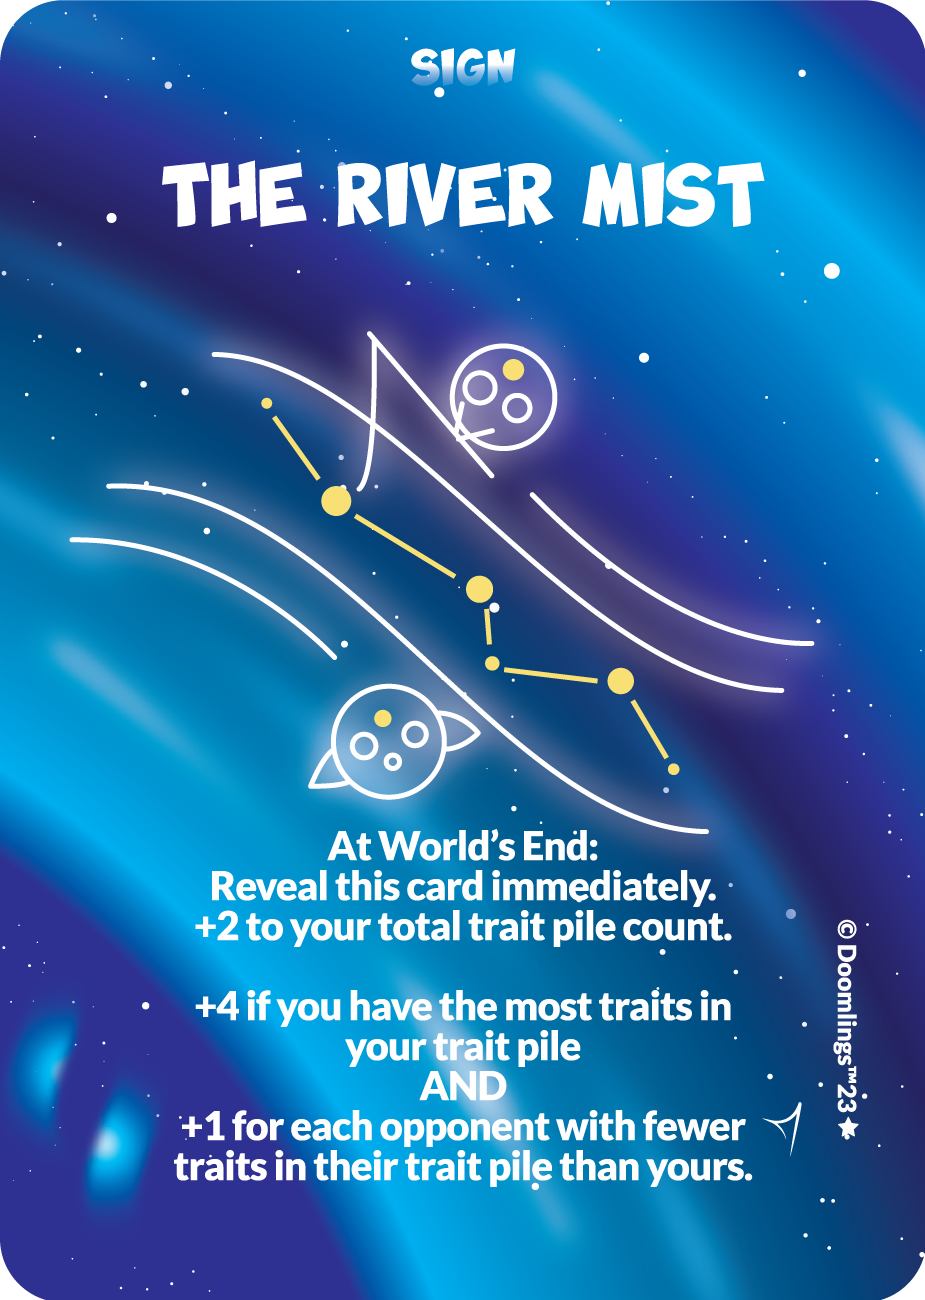 SIGN
THE RIVER MIST
At World’s End:
Reveal this card immediately.
+2 to your total trait pile count.
+4 if you have the most traits in
your trait pile
AND
+1 for each opponent with fewer
traits in their trait pile than yours.
© Doomlings™23